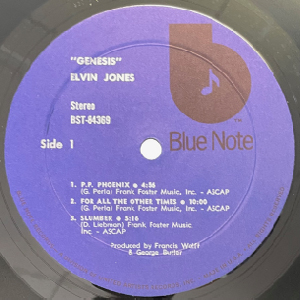 "GENESIS"
ELVIN JONES
Stereo
BST-84369
Side 1
Blue Note
TM
1. P.P. PHOENIX ● 4:56
(G. Perla) Frank Foster Music, Inc. - ASCAP
2. FOR ALL THE OTHER TIMES ● 10:00
(G. Perla) Frank Foster Music, Inc. - ASCAP
3. SLUMBER ● 5:16
(D. Liebman) Frank Foster Music
Inc - ASCAP
Produced by Francis Wolff
& George Butler